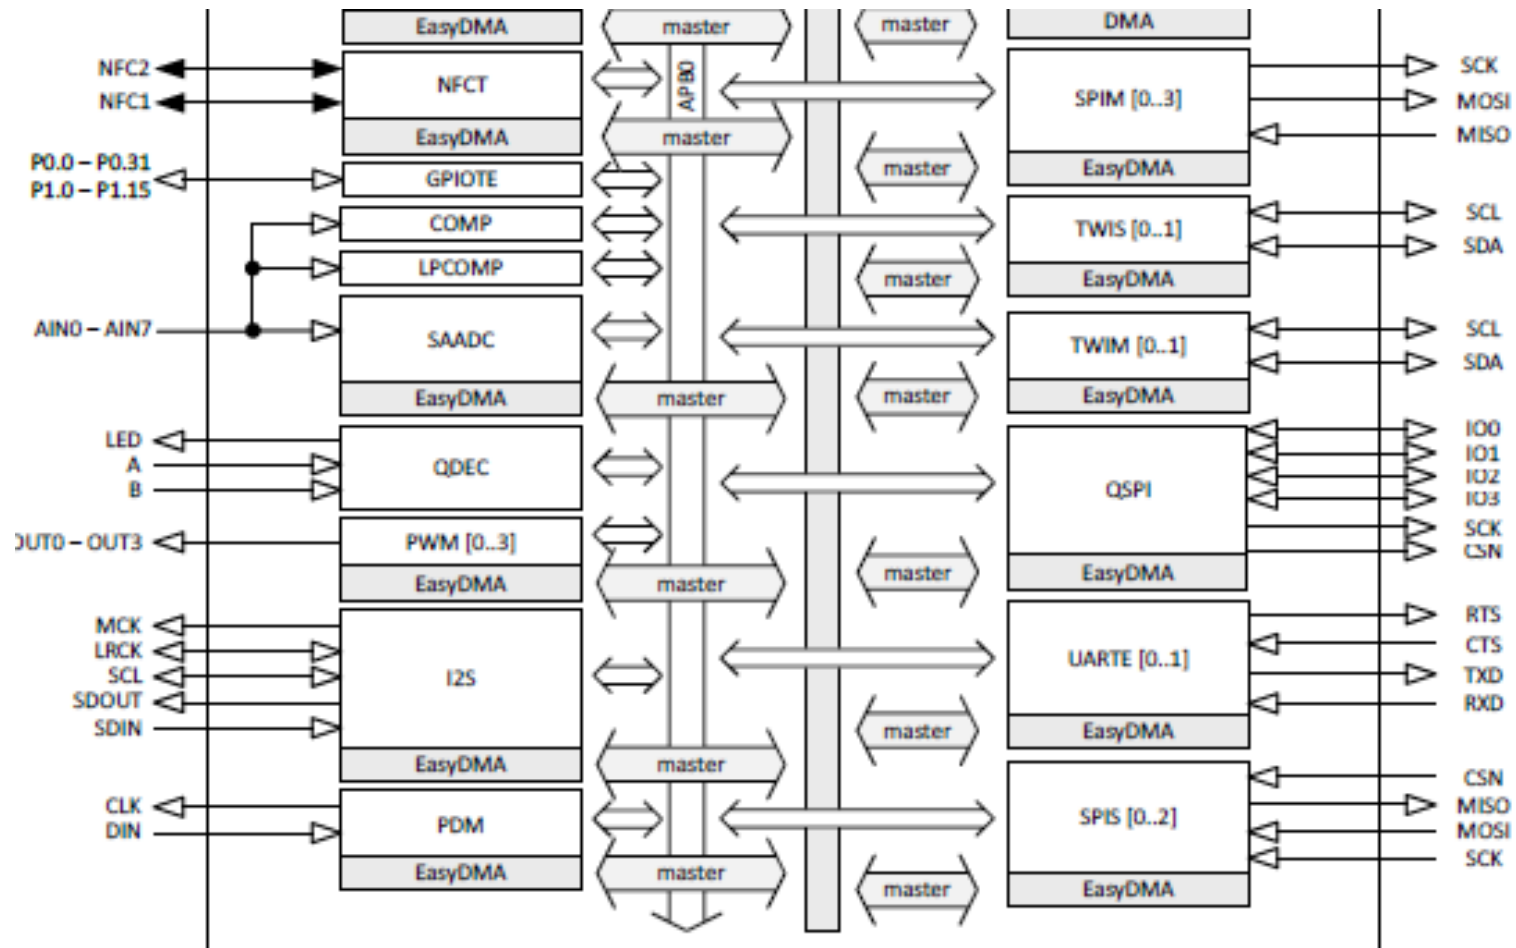 EasyDMA
master
master
DMA
NFC2
NFC1
NFCT
EasyDMA
master
APB0
SPIM [0..3]
EasyDMA
master
SCK
MOSI
MISO
P0.0 – P0.31
P1.0 – P1.15
GPIOTE
COMP
LPCOMP
AIN0 – AIN7
SAADC
EasyDMA
master
TWIS [0..1]
EasyDMA
master
SCL
SDA
TWIM [0..1]
EasyDMA
master
SCL
SDA
LED
A
B
QDEC
QSPI
EasyDMA
master
IO0
IO1
IO2
IO3
SCK
CSN
OUT0 – OUT3
PWM [0..3]
EasyDMA
master
MCK
LRCK
SCL
SDOUT
SDIN
I2S
EasyDMA
master
UARTE [0..1]
EasyDMA
master
RTS
CTS
TXD
RXD
CLK
DIN
PDM
EasyDMA
master
SPIS [0..2]
EasyDMA
master
CSN
MISO
MOSI
SCK